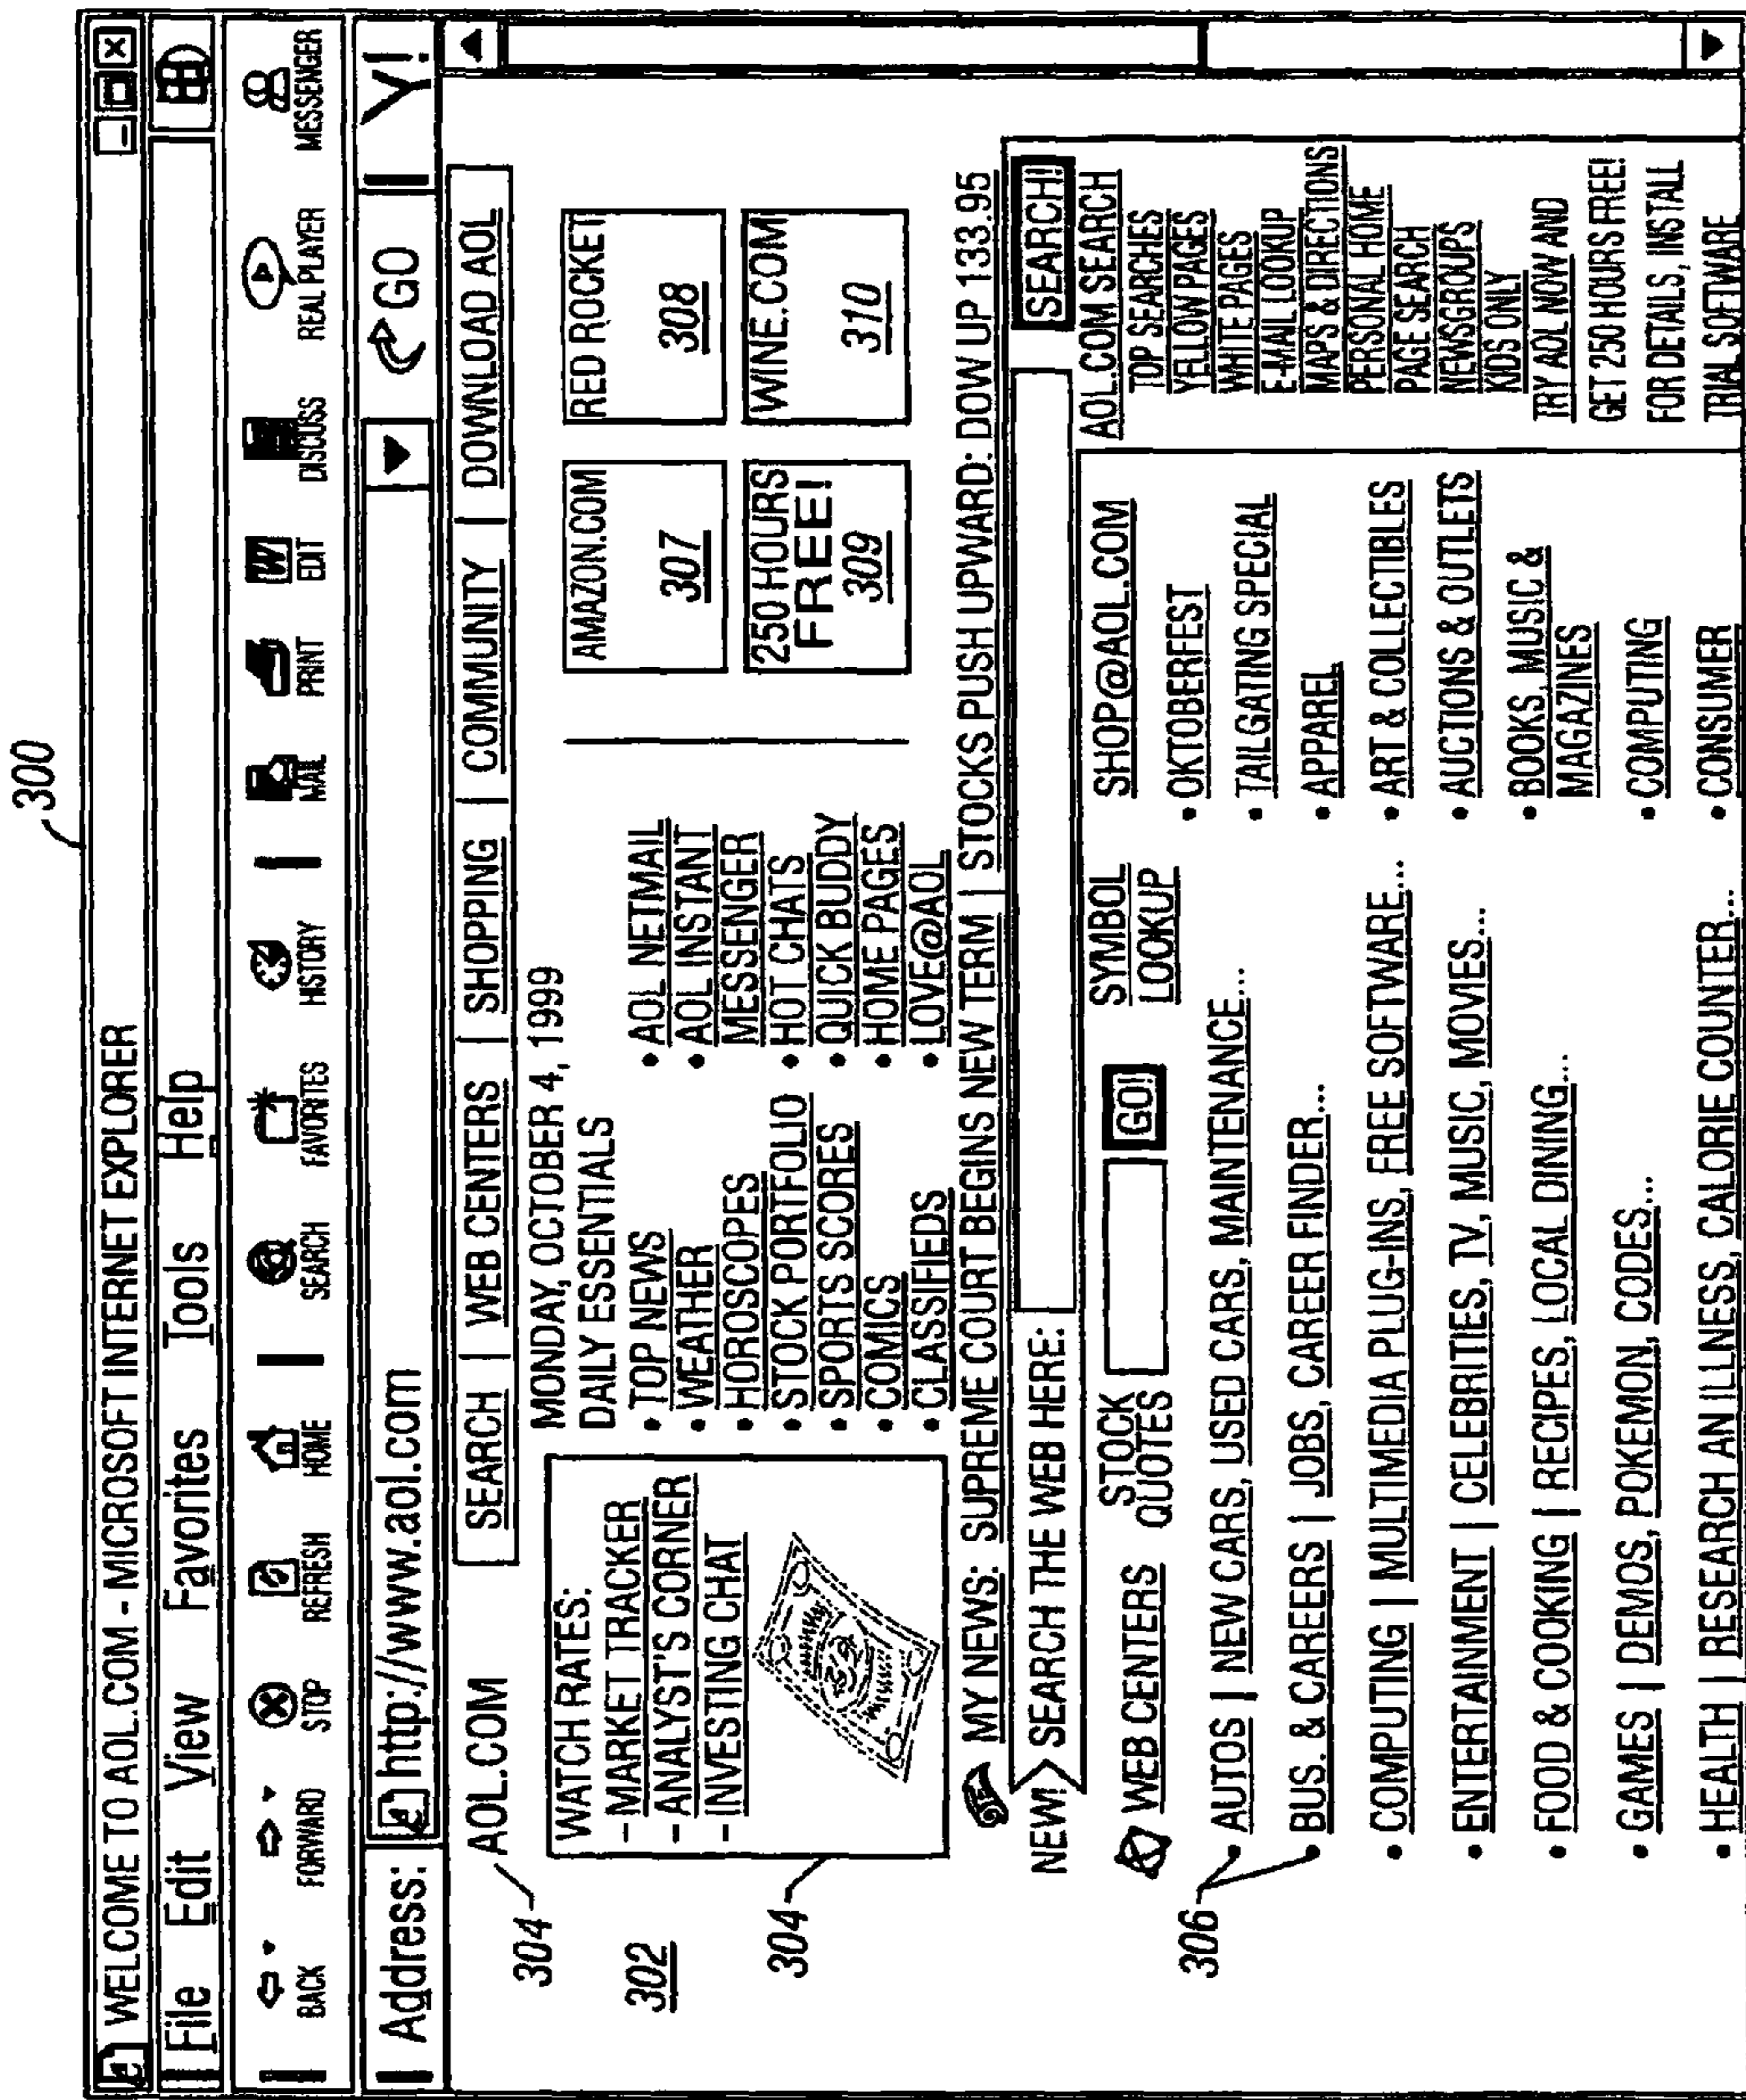 300
WELCOME TO AOL.COM - MICROSOFT INTERNET EXPLORER
File Edit View Favorites Tools Help
BACK FORWARD STOP REFRESH HOME SEARCH FAVORITES HISTORY MAIL PRINT EDIT DISCUSS REAL PLAYER MESSENGER
Address: http://www.aol.com GO Y!
304 AOL.COM SEARCH | WEB CENTERS | SHOPPING | COMMUNITY | DOWNLOAD AOL
302
304
WATCH RATES:
- MARKET TRACKER
- ANALYST'S CORNER
- INVESTING CHAT
$
MONDAY, OCTOBER 4, 1999
DAILY ESSENTIALS
• TOP NEWS
• WEATHER
• HOROSCOPES
• STOCK PORTFOLIO
• SPORTS SCORES
• COMICS
• CLASSIFIEDS
• AOL NETMAIL
• AOL INSTANT
MESSENGER
• HOT CHATS
• QUICK BUDDY
• HOME PAGES
• LOVE@AOL
AMAZON.COM
307
RED ROCKET
308
250 HOURS
FREE!
309
WINE.COM
310
MY NEWS: SUPREME COURT BEGINS NEW TERM | STOCKS PUSH UPWARD: DOW UP 133.95
NEW! SEARCH THE WEB HERE: SEARCH!
WEB CENTERS
STOCK
QUOTES
GO!
SYMBOL
LOOKUP
306
• AUTOS | NEW CARS, USED CARS, MAINTENANCE...
• BUS. & CAREERS | JOBS, CAREER FINDER...
• COMPUTING | MULTIMEDIA PLUG-INS, FREE SOFTWARE...
• ENTERTAINMENT | CELEBRITIES, TV, MUSIC, MOVIES...
• FOOD & COOKING | RECIPES, LOCAL DINING...
• GAMES | DEMOS, POKEMON, CODES...
• HEALTH | RESEARCH AN ILLNESS, CALORIE COUNTER...
SHOP@AOL.COM
• OKTOBERFEST
• TAILGATING SPECIAL
• APPAREL
• ART & COLLECTIBLES
• AUCTIONS & OUTLETS
• BOOKS, MUSIC &
MAGAZINES
• COMPUTING
• CONSUMER
AOL.COM SEARCH
TOP SEARCHES
YELLOW PAGES
WHITE PAGES
E-MAIL LOOKUP
MAPS & DIRECTIONS
PERSONAL HOME
PAGE SEARCH
NEWSGROUPS
KIDS ONLY
TRY AOL NOW AND
GET 250 HOURS FREE!
FOR DETAILS, INSTALL
TRIAL SOFTWARE